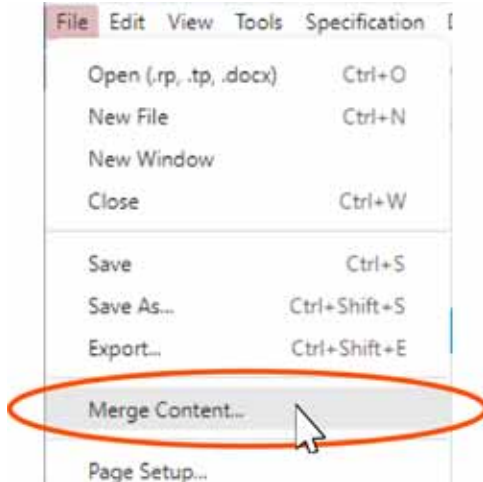 File Edit View Tools Specification
Open (.rp, .tp, .docx) Ctrl+O
New File Ctrl+N
New Window
Close Ctrl+W
Save Ctrl+S
Save As... Ctrl+Shift+S
Export... Ctrl+Shift+E
Merge Content...
Page Setup...